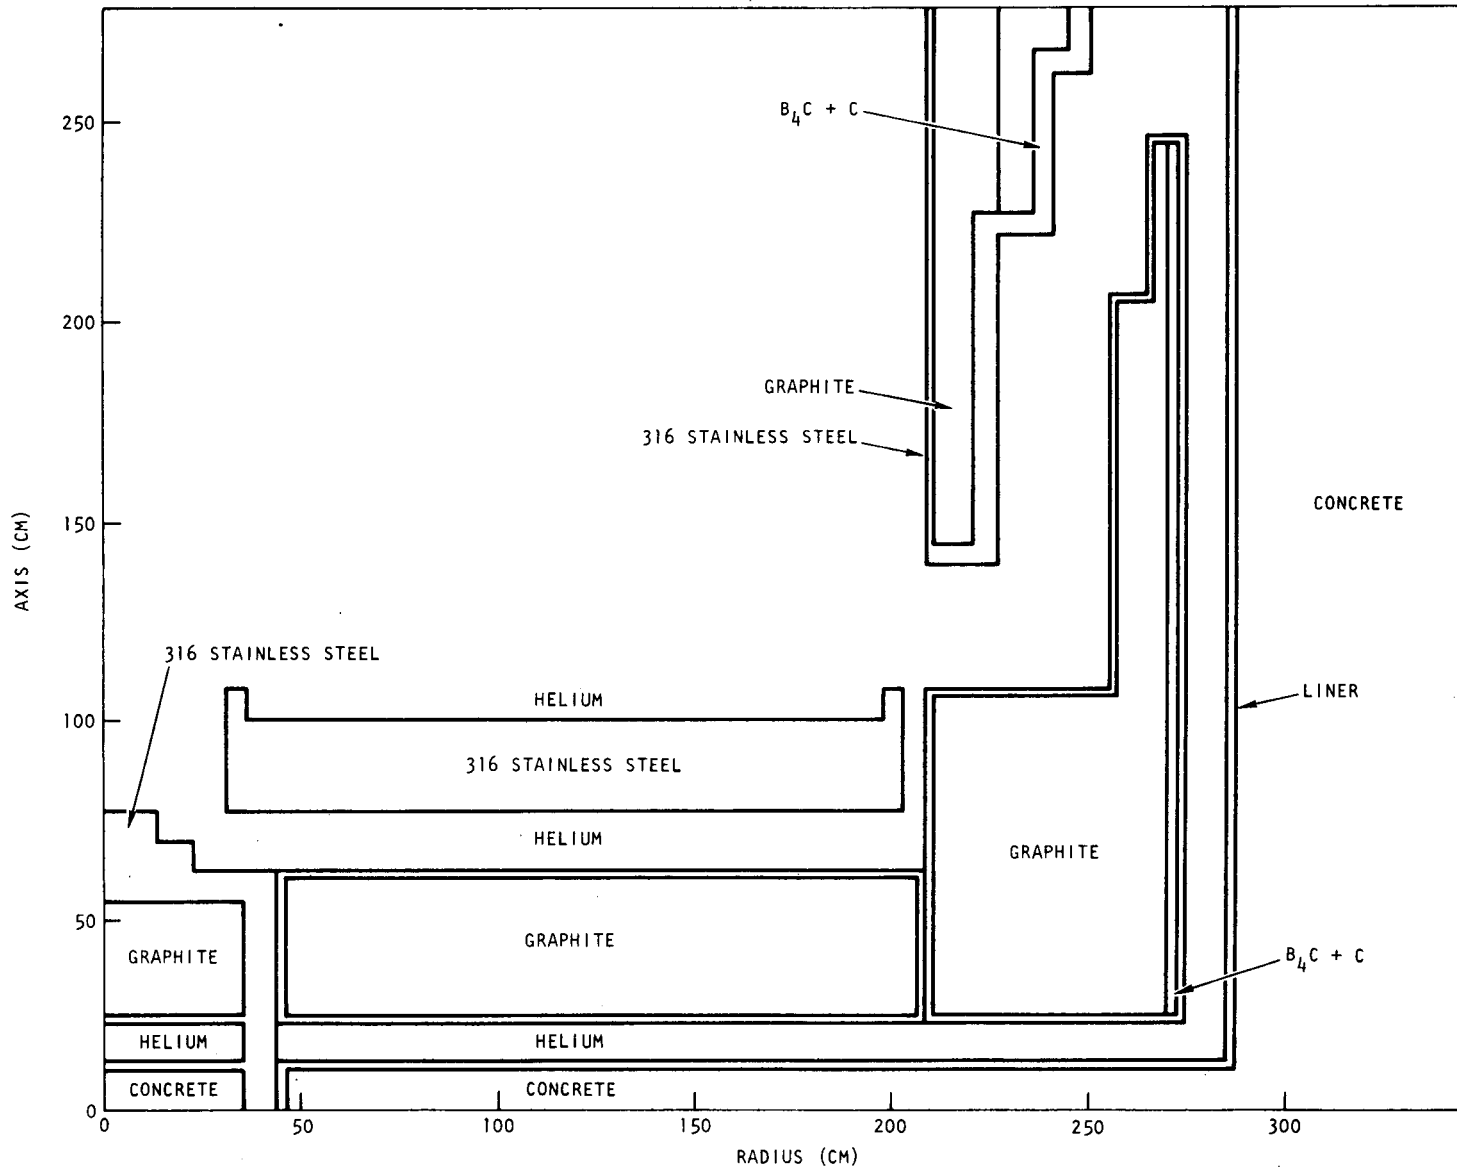 250
B4C + C
200
GRAPHITE
316 STAINLESS STEEL
150
CONCRETE
AXIS (CM)
316 STAINLESS STEEL
HELIUM
LINER
100
316 STAINLESS STEEL
HELIUM
GRAPHITE
50
GRAPHITE
GRAPHITE
B4C + C
HELIUM
HELIUM
CONCRETE
CONCRETE
0
0
50
100
150
200
250
300
RADIUS (CM)